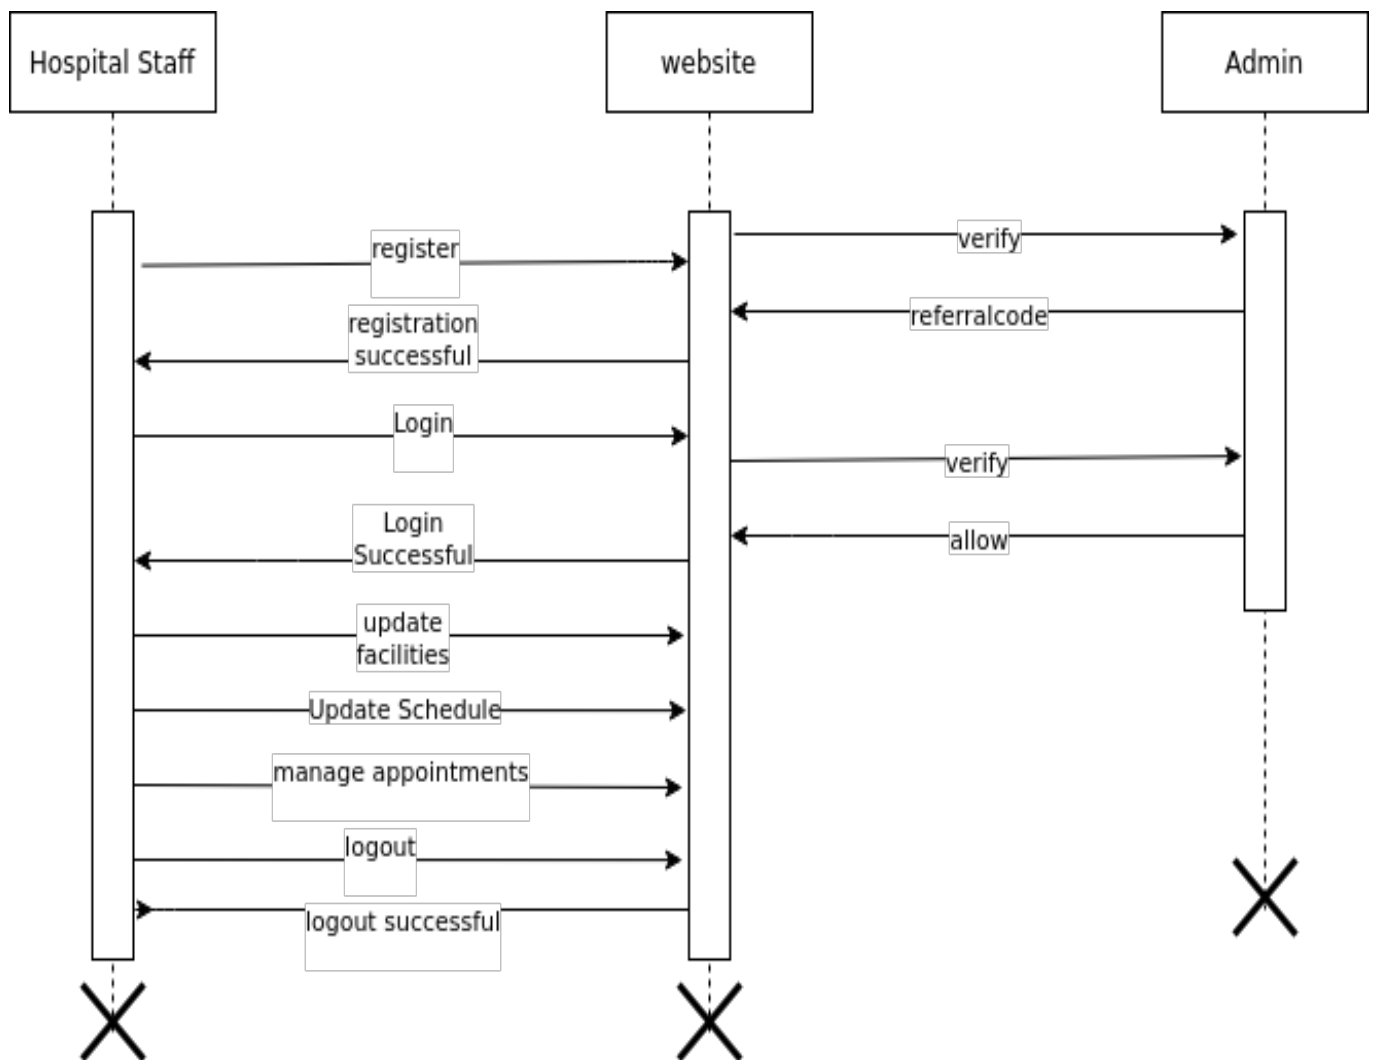 Hospital Staff
website
Admin
verify
register
referralcode
registration
successful
Login
verify
Login
Successful
allow
update
facilities
Update Schedule
manage appointments
logout
logout successful